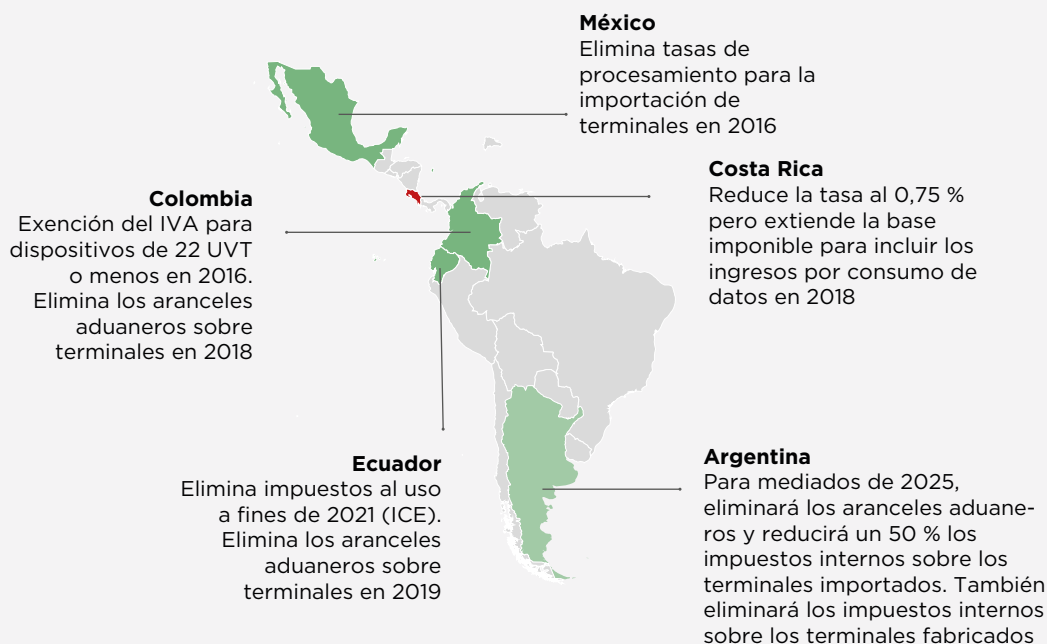 México
Elimina tasas de
procesamiento para la
importación de
terminales en 2016
Costa Rica
Reduce la tasa al 0,75 %
pero extiende la base
imponible para incluir los
ingresos por consumo de
datos en 2018
Colombia
Exención del IVA para
dispositivos de 22 UVT
o menos en 2016.
Elimina los aranceles
aduaneros sobre
terminales en 2018
Ecuador
Elimina impuestos al uso
a fines de 2021 (ICE).
Elimina los aranceles
aduaneros sobre
terminales en 2019
Argentina
Para mediados de 2025,
eliminará los aranceles aduane-
ros y reducirá un 50 % los
impuestos internos sobre los
terminales importados. También
eliminará los impuestos internos
sobre los terminales fabricados